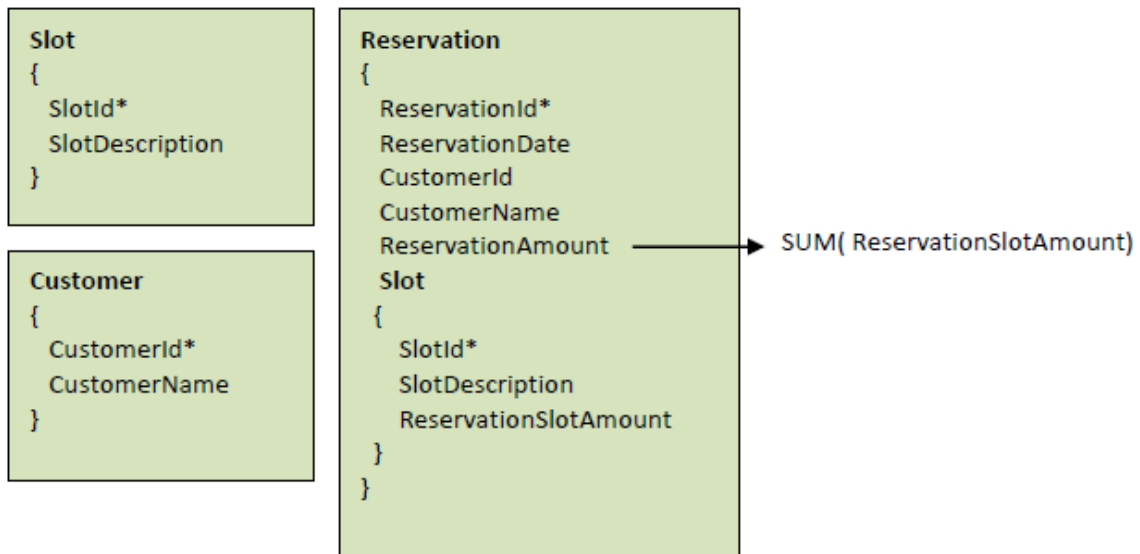 Slot
{
SlotId*
SlotDescription
}
Customer
{
CustomerId*
CustomerName
}
Reservation
{
ReservationId*
ReservationDate
CustomerId
CustomerName
ReservationAmount
SUM( ReservationSlotAmount)
Slot
{
SlotId*
SlotDescription
ReservationSlotAmount
}
}